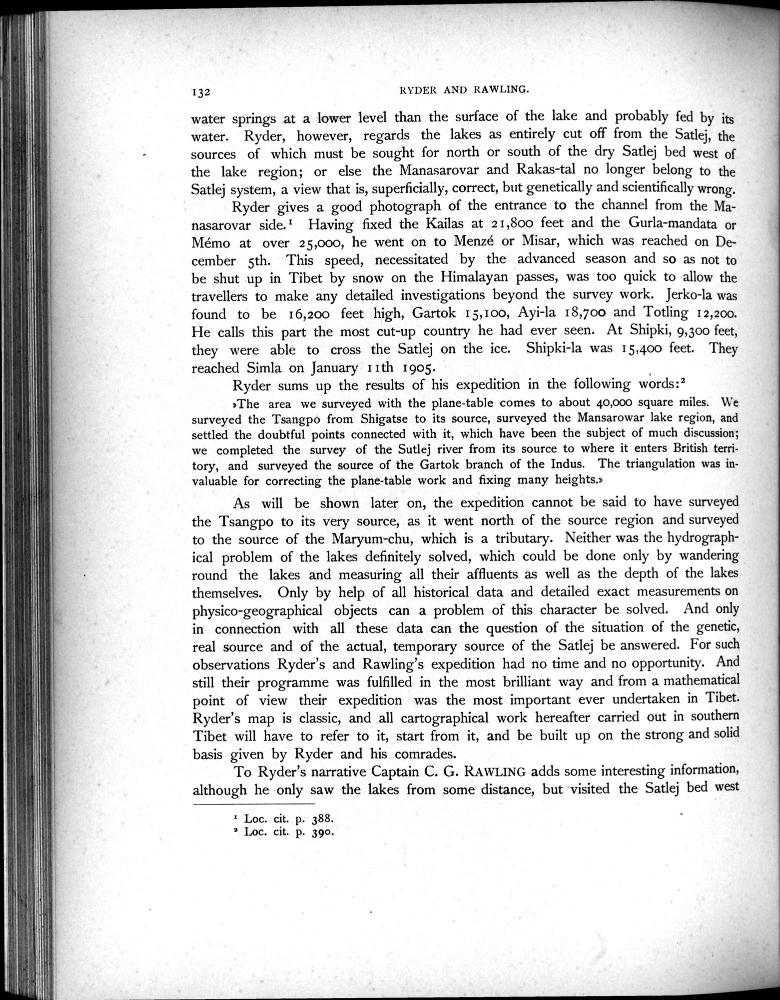 132
RYDER AND RAWLING.
water springs at a lower level than the surface of the lake and probably fed by its
water. Ryder, however, regards the lakes as entirely cut off from the Satlej, the
sources of which must be sought for north or south of the dry Satlej bed west of
the lake region; or else the Manasarovar and Rakas-tal no longer belong to the
Satlej system, a view that is, superficially, correct, but genetically and scientifically wrong.
Ryder gives a good photograph of the entrance to the channel from the Ma-
nasarovar side.¹ Having fixed the Kailas at 21,800 feet and the Gurla-mandata or
Mémo at over 25,000, he went on to Menzé or Misar, which was reached on De-
cember 5th. This speed, necessitated by the advanced season and so as not to
be shut up in Tibet by snow on the Himalayan passes, was too quick to allow the
travellers to make any detailed investigations beyond the survey work. Jerko-la was
found to be 16,200 feet high, Gartok 15,100, Ayi-la 18,700 and Totling 12,200.
He calls this part the most cut-up country he had ever seen. At Shipki, 9,300 feet,
they were able to cross the Satlej on the ice. Shipki-la was 15,400 feet. They
reached Simla on January 11th 1905.
Ryder sums up the results of his expedition in the following words:²
»The area we surveyed with the plane-table comes to about 40,000 square miles. We
surveyed the Tsangpo from Shigatse to its source, surveyed the Mansarowar lake region, and
settled the doubtful points connected with it, which have been the subject of much discussion;
we completed the survey of the Sutlej river from its source to where it enters British terri-
tory, and surveyed the source of the Gartok branch of the Indus. The triangulation was in-
valuable for correcting the plane-table work and fixing many heights.»
As will be shown later on, the expedition cannot be said to have surveyed
the Tsangpo to its very source, as it went north of the source region and surveyed
to the source of the Maryum-chu, which is a tributary. Neither was the hydrograph-
ical problem of the lakes definitely solved, which could be done only by wandering
round the lakes and measuring all their affluents as well as the depth of the lakes
themselves. Only by help of all historical data and detailed exact measurements on
physico-geographical objects can a problem of this character be solved. And only
in connection with all these data can the question of the situation of the genetic,
real source and of the actual, temporary source of the Satlej be answered. For such
observations Ryder's and Rawling's expedition had no time and no opportunity. And
still their programme was fulfilled in the most brilliant way and from a mathematical
point of view their expedition was the most important ever undertaken in Tibet.
Ryder's map is classic, and all cartographical work hereafter carried out in southern
Tibet will have to refer to it, start from it, and be built up on the strong and solid
basis given by Ryder and his comrades.
To Ryder's narrative Captain C. G. RAWLING adds some interesting information,
although he only saw the lakes from some distance, but visited the Satlej bed west
¹ Loc. cit. p. 388.
² Loc. cit. p. 390.